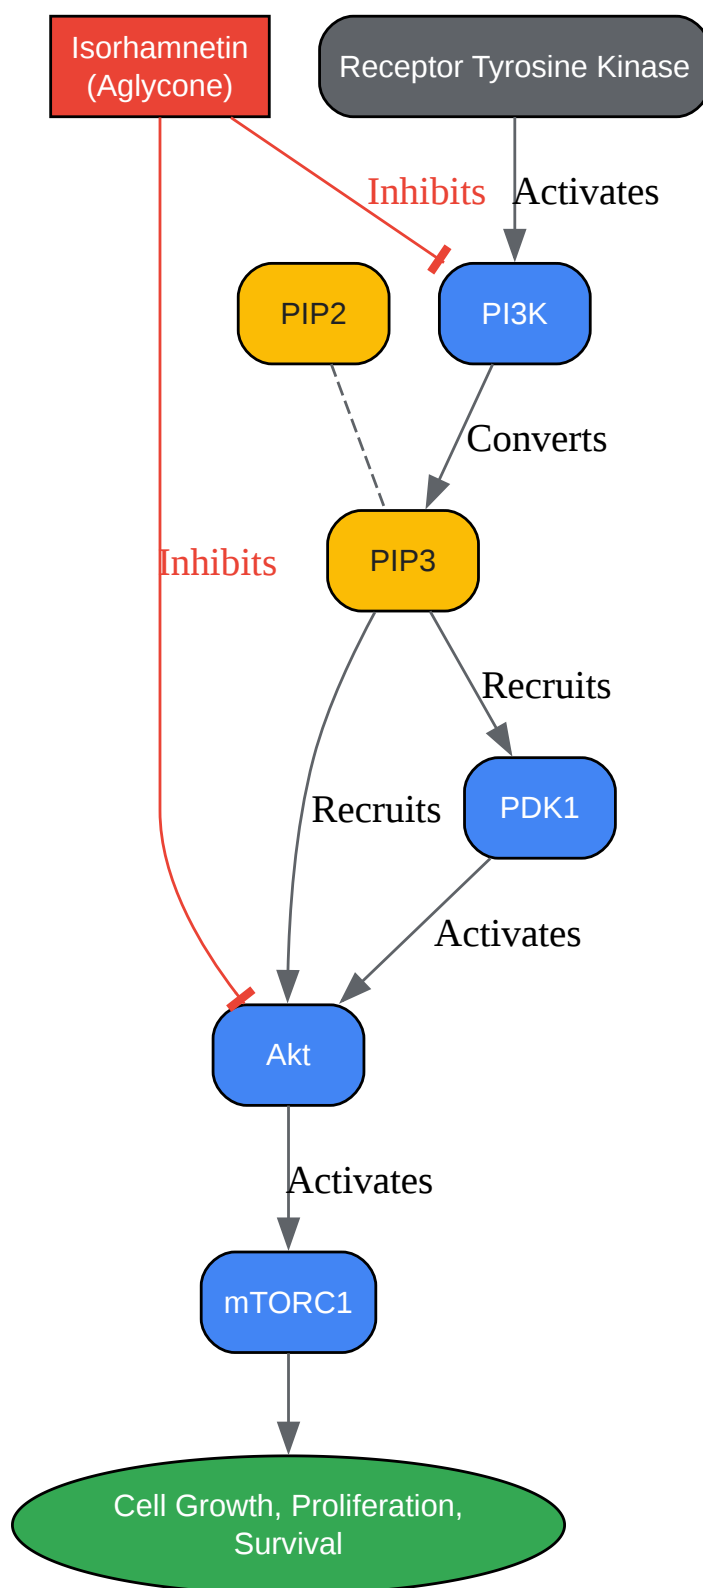 Isorhamnetin
(Aglycone)
Receptor Tyrosine Kinase
Inhibits
Activates
PIP2
PI3K
Converts
Inhibits
PIP3
Recruits
Recruits
PDK1
Activates
Akt
Activates
mTORC1
Cell Growth, Proliferation,
Survival